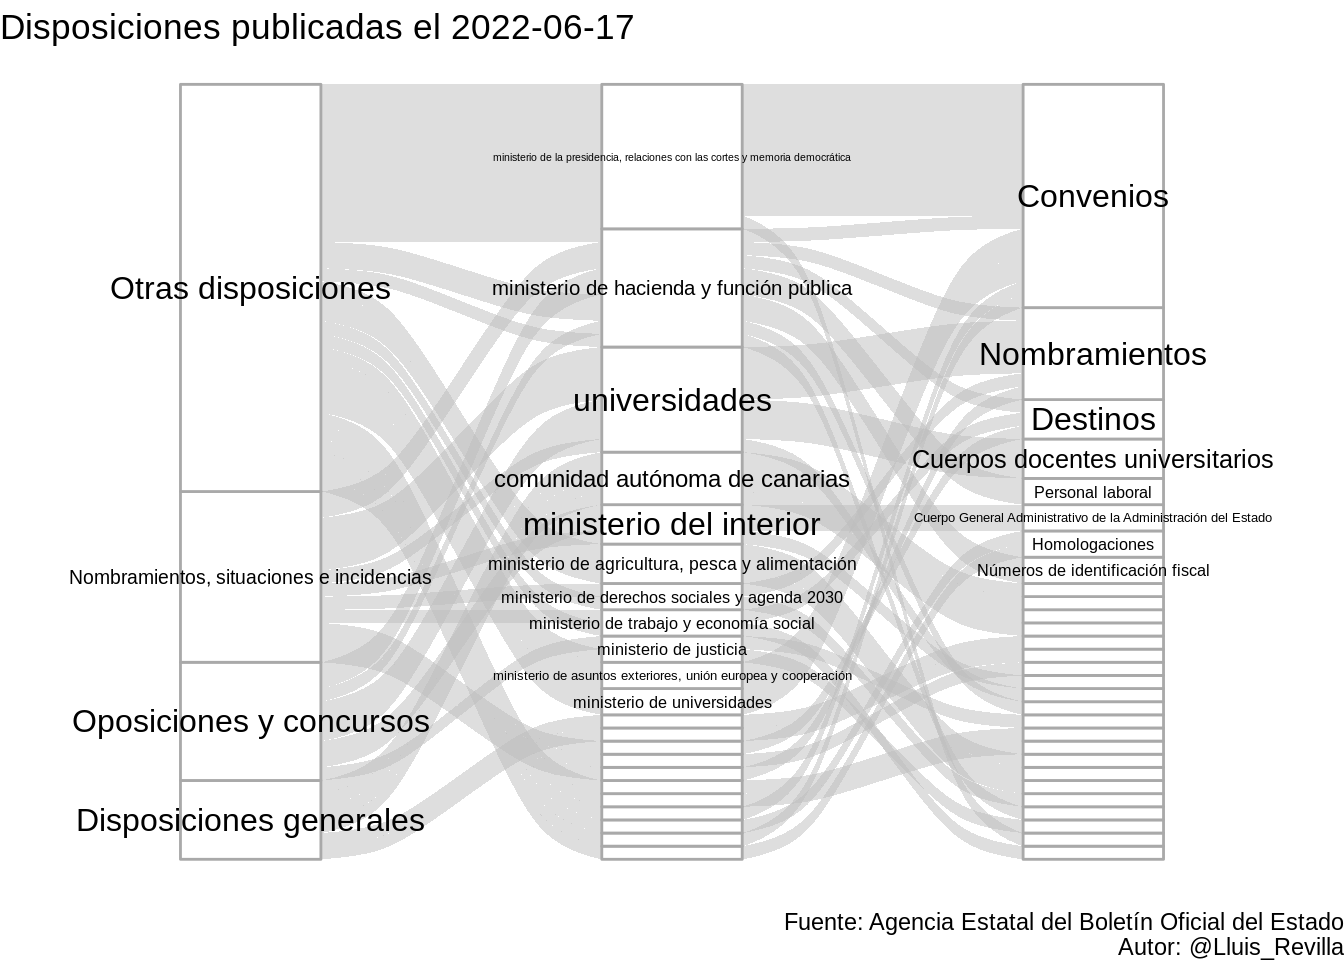 Disposiciones publicadas el 2022-06-17
Otras disposiciones
Nombramientos, situaciones e incidencias
Oposiciones y concursos
Disposiciones generales
ministerio de la presidencia, relaciones con las cortes y memoria democrática
ministerio de hacienda y función pública
universidades
comunidad autónoma de canarias
ministerio del interior
ministerio de agricultura, pesca y alimentación
ministerio de derechos sociales y agenda 2030
ministerio de trabajo y economía social
ministerio de justicia
ministerio de asuntos exteriores, unión europea y cooperación
ministerio de universidades
Convenios
Nombramientos
Destinos
Cuerpos docentes universitarios
Personal laboral
Cuerpo General Administrativo de la Administración del Estado
Homologaciones
Números de identificación fiscal
Fuente: Agencia Estatal del Boletín Oficial del Estado
Autor: @Lluis_Revilla